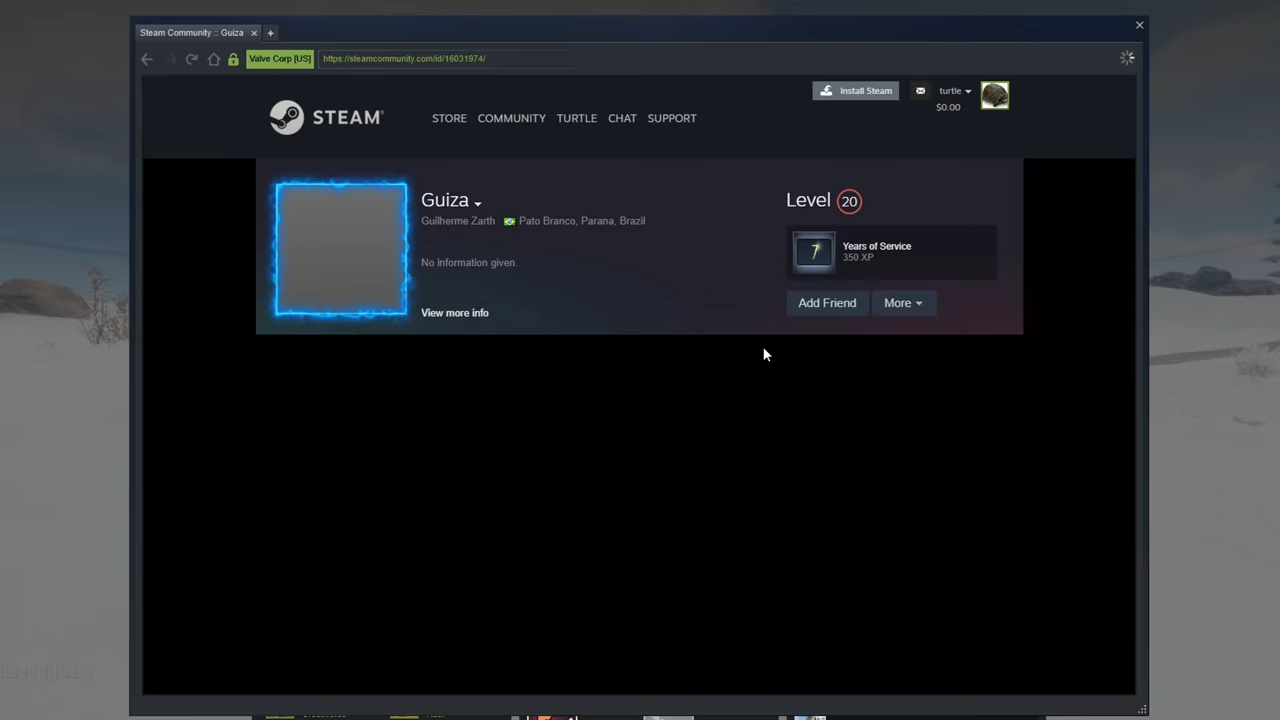 Steam Community :: Guiza
Valve Corp [US]
https://steamcommunity.com/id/16031974/
Install Steam
turtle
$0.00
STEAM
STORE COMMUNITY TURTLE CHAT SUPPORT
Guiza
Guilherme Zarth Pato Branco, Parana, Brazil
No information given.
View more info
Level 20
7
Years of Service
350 XP
Add Friend
More